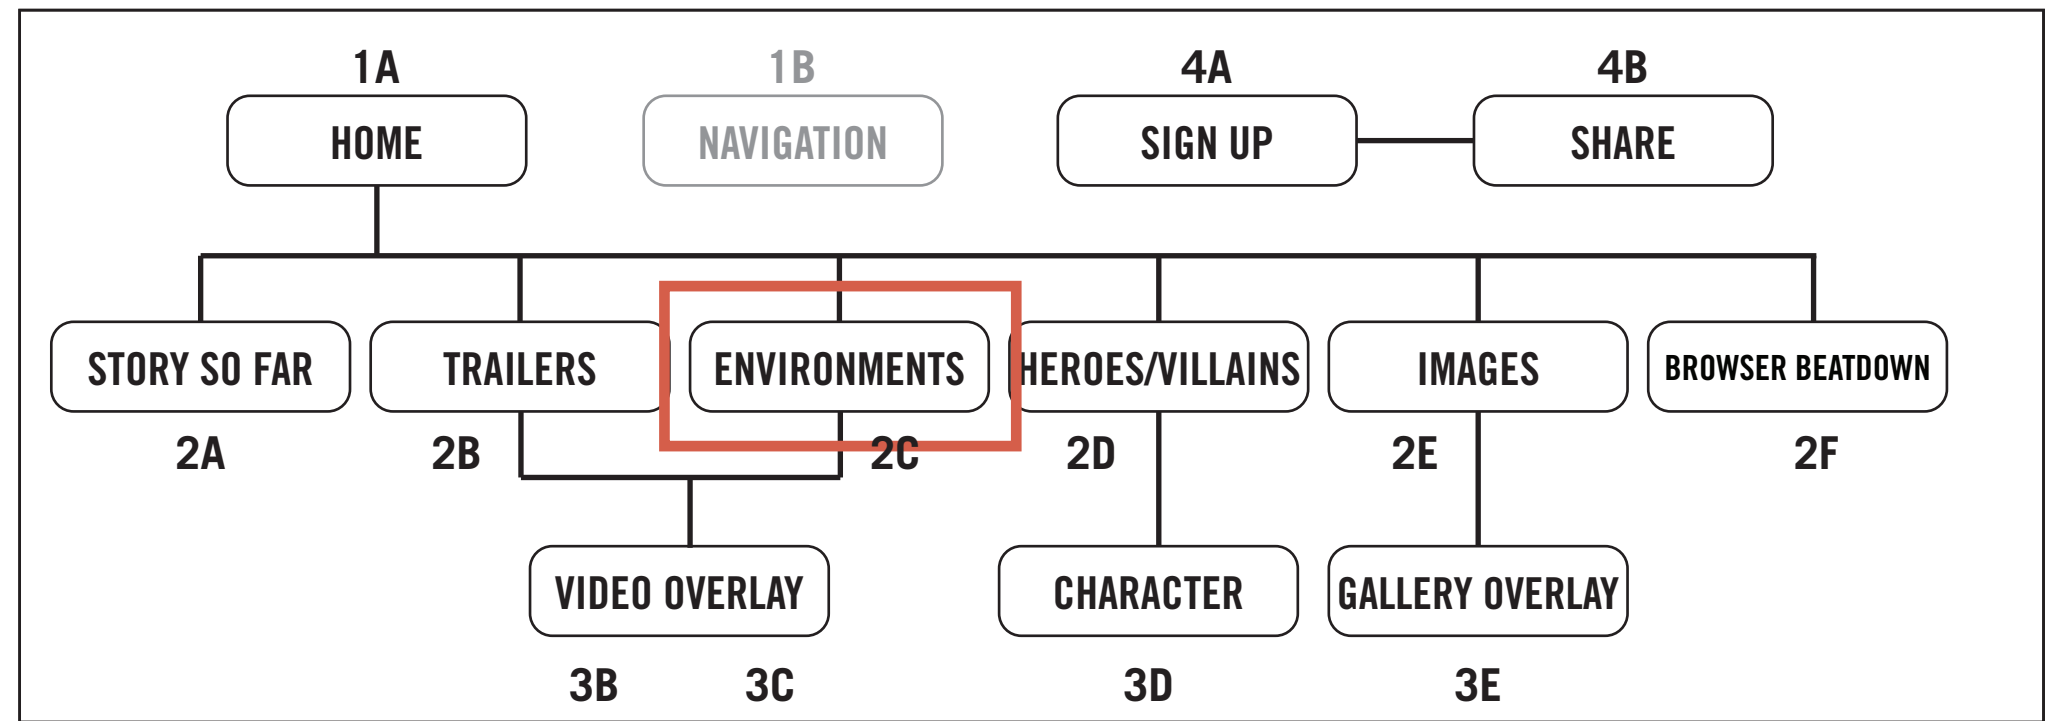 1A
1B
4A
4B
HOME
NAVIGATION
SIGN UP
SHARE
STORY SO FAR
TRAILERS
ENVIRONMENTS
HEROES/VILLAINS
IMAGES
BROWSER BEATDOWN
2A
2B
2C
2D
2E
2F
VIDEO OVERLAY
CHARACTER
GALLERY OVERLAY
3B
3C
3D
3E